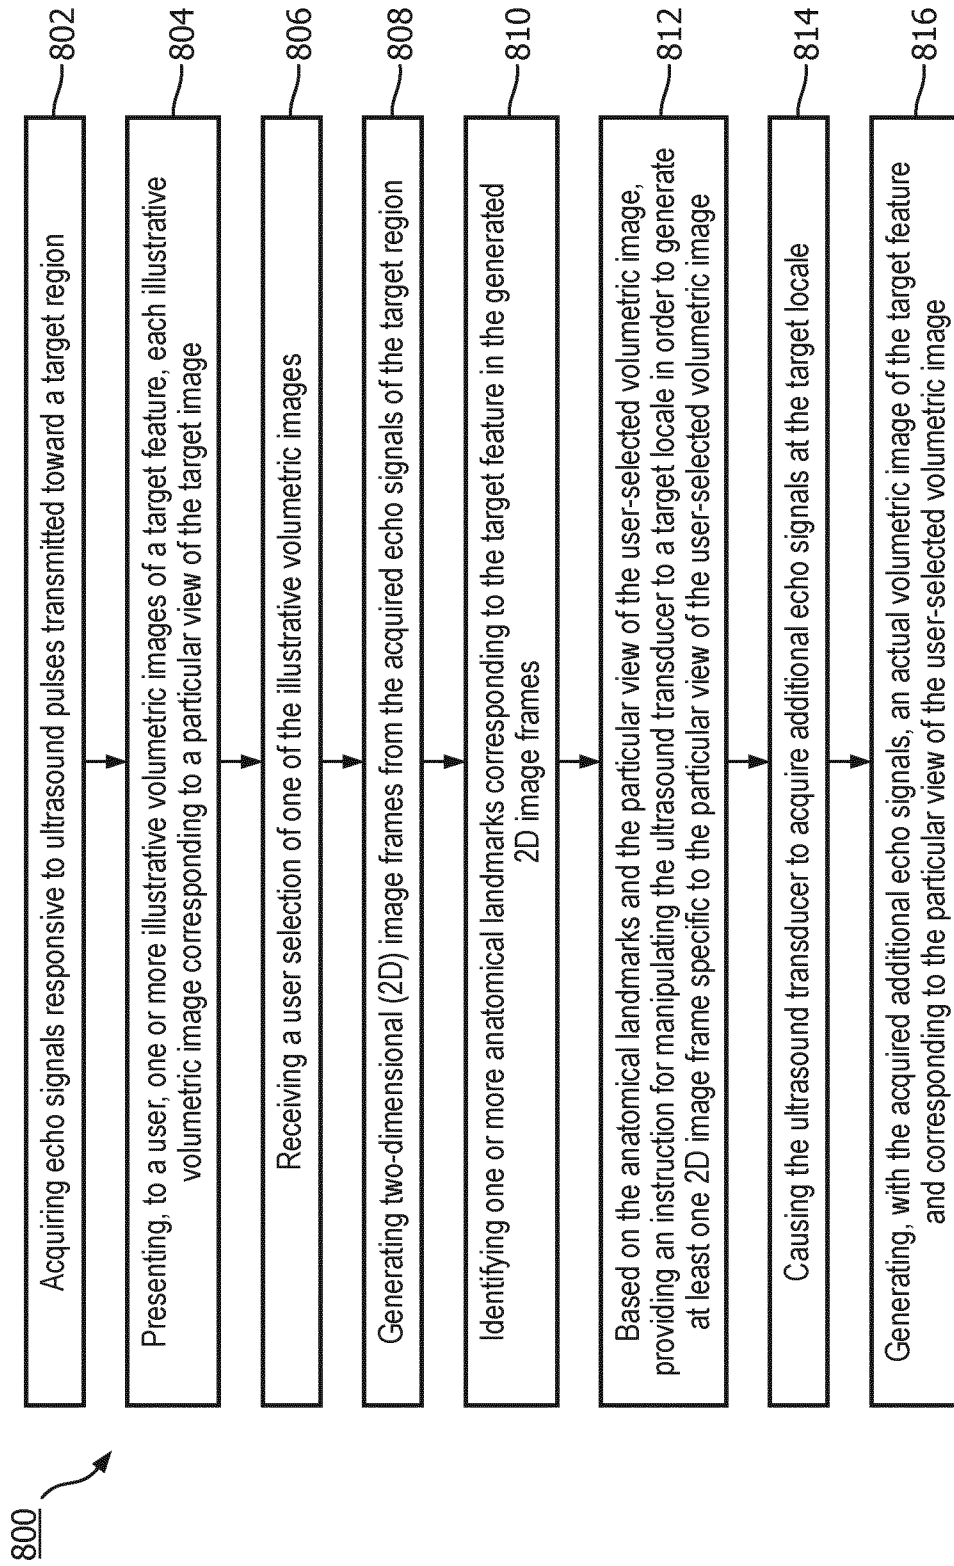 800
Acquiring echo signals responsive to ultrasound pulses transmitted toward a target region
802
Presenting, to a user, one or more illustrative volumetric images of a target feature, each illustrative
volumetric image corresponding to a particular view of the target image
804
Receiving a user selection of one of the illustrative volumetric images
806
Generating two-dimensional (2D) image frames from the acquired echo signals of the target region
808
Identifying one or more anatomical landmarks corresponding to the target feature in the generated
2D image frames
810
Based on the anatomical landmarks and the particular view of the user-selected volumetric image,
providing an instruction for manipulating the ultrasound transducer to a target locale in order to generate
at least one 2D image frame specific to the particular view of the user-selected volumetric image
812
Causing the ultrasound transducer to acquire additional echo signals at the target locale
814
Generating, with the acquired additional echo signals, an actual volumetric image of the target feature
and corresponding to the particular view of the user-selected volumetric image
816